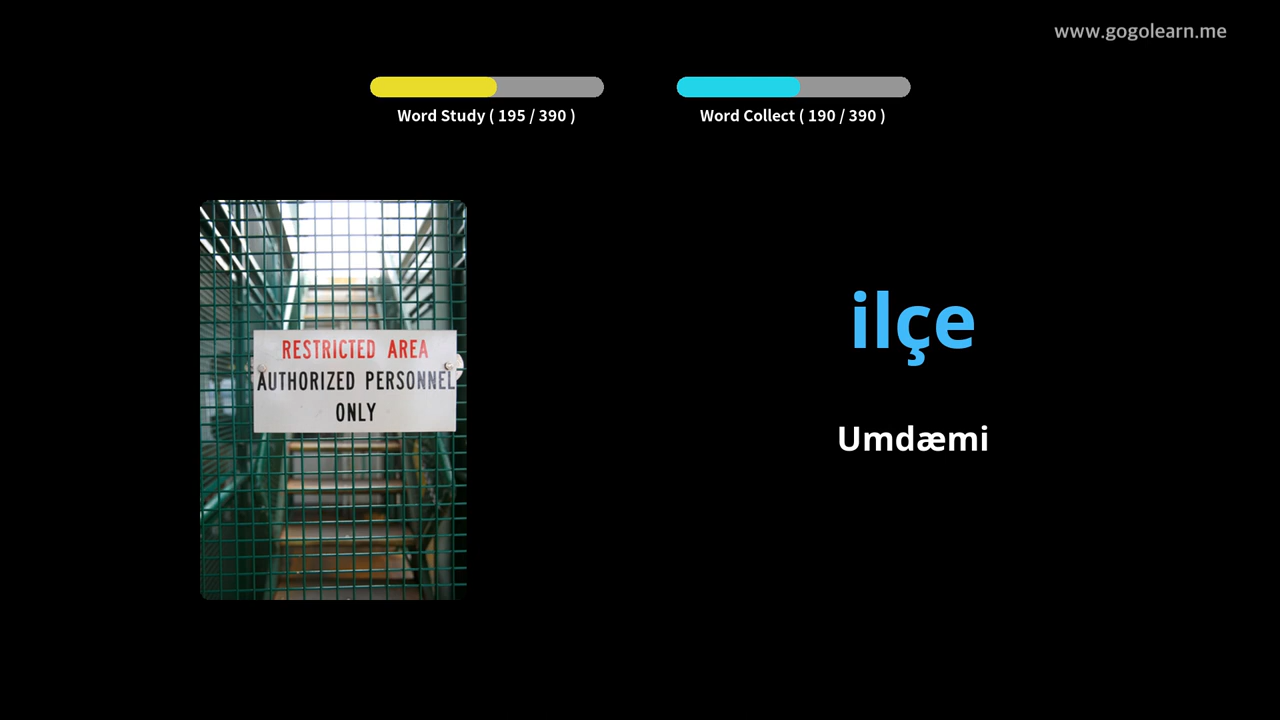 www.gogolearn.me
Word Study ( 195 / 390 )
Word Collect ( 190 / 390 )
RESTRICTED AREA
AUTHORIZED PERSONNEL
ONLY
ilçe
Umdæmi